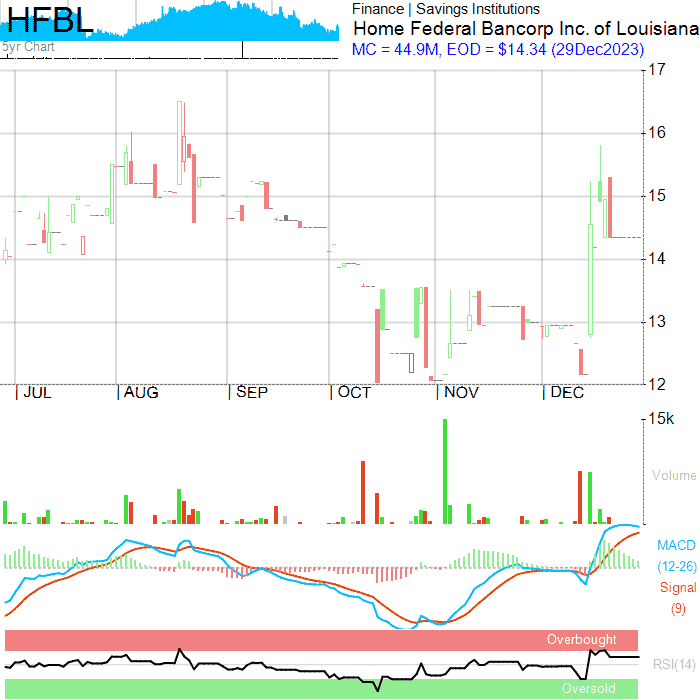 HFBL
5yr Chart
Finance | Savings Institutions
Home Federal Bancorp Inc. of Louisiana
MC = 44.9M, EOD = $14.34 (29Dec2023)
17
16
15
14
13
12
JUL AUG SEP OCT NOV DEC
15k
Volume
MACD
(12-26)
Signal
(9)
Overbought
RSI(14)
Oversold